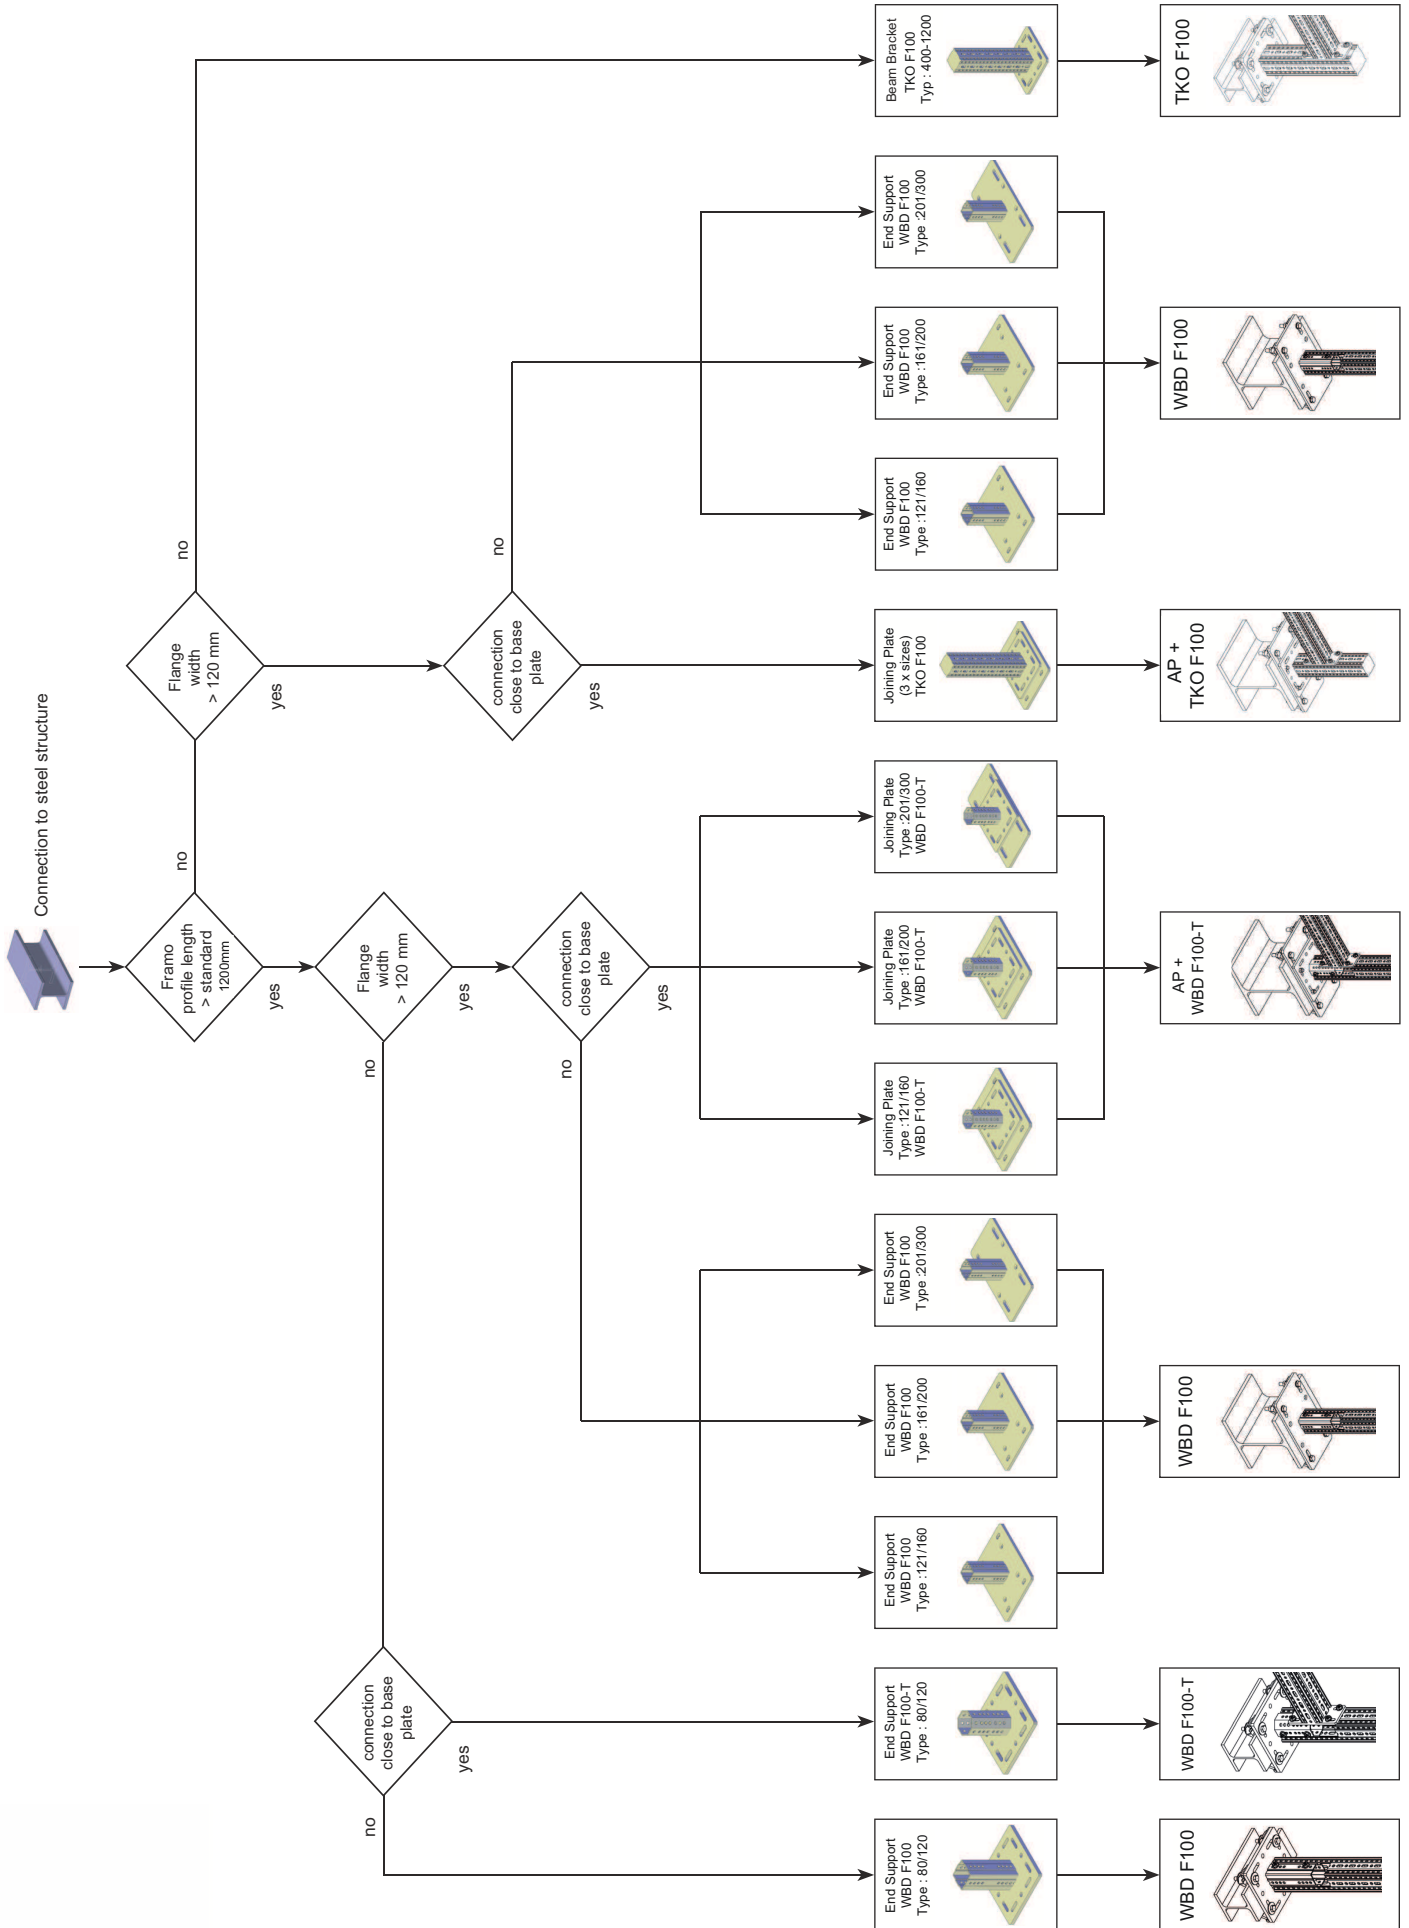 Connection to steel structure
Framo
profile length
> standard
1200mm
no
Flange
width
> 120 mm
no
yes
yes
connection
close to base
plate
no
Flange
width
> 120 mm
yes
connection
close to base
plate
no
no
yes
yes
no
connection
close to base
plate
yes
yes
End Support
WBD F100
Type : 80/120
End Support
WBD F100-T
Type : 80/120
End Support
WBD F100
Type :121/160
End Support
WBD F100
Type :161/200
End Support
WBD F100
Type :201/300
Joining Plate
Type :121/160
WBD F100-T
Joining Plate
Type :161/200
WBD F100-T
Joining Plate
Type :201/300
WBD F100-T
Joining Plate
(3 x sizes)
TKO F100
End Support
WBD F100
Type :121/160
End Support
WBD F100
Type :161/200
End Support
WBD F100
Type :201/300
Beam Bracket
TKO F100
Typ : 400-1200
WBD F100
WBD F100-T
WBD F100
AP +
WBD F100-T
AP +
TKO F100
WBD F100
TKO F100